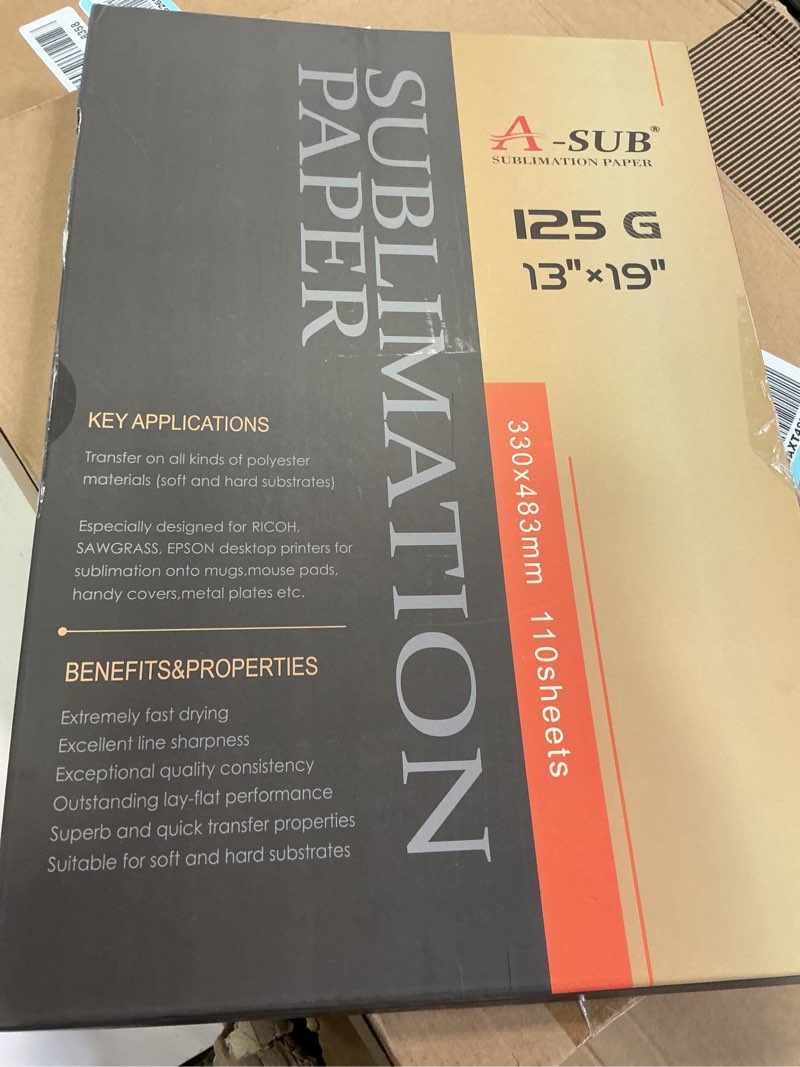 SUBLIMATION
PAPER
A-SUB®
SUBLIMATION PAPER
125 G
13"×19"
330x483mm 110sheets
KEY APPLICATIONS
Transfer on all kinds of polyester
materials (soft and hard substrates)
Especially designed for RICOH,
SAWGRASS, EPSON desktop printers for
sublimation onto mugs,mouse pads,
handy covers,metal plates etc.
BENEFITS&PROPERTIES
Extremely fast drying
Excellent line sharpness
Exceptional quality consistency
Outstanding lay-flat performance
Superb and quick transfer properties
Suitable for soft and hard substrates